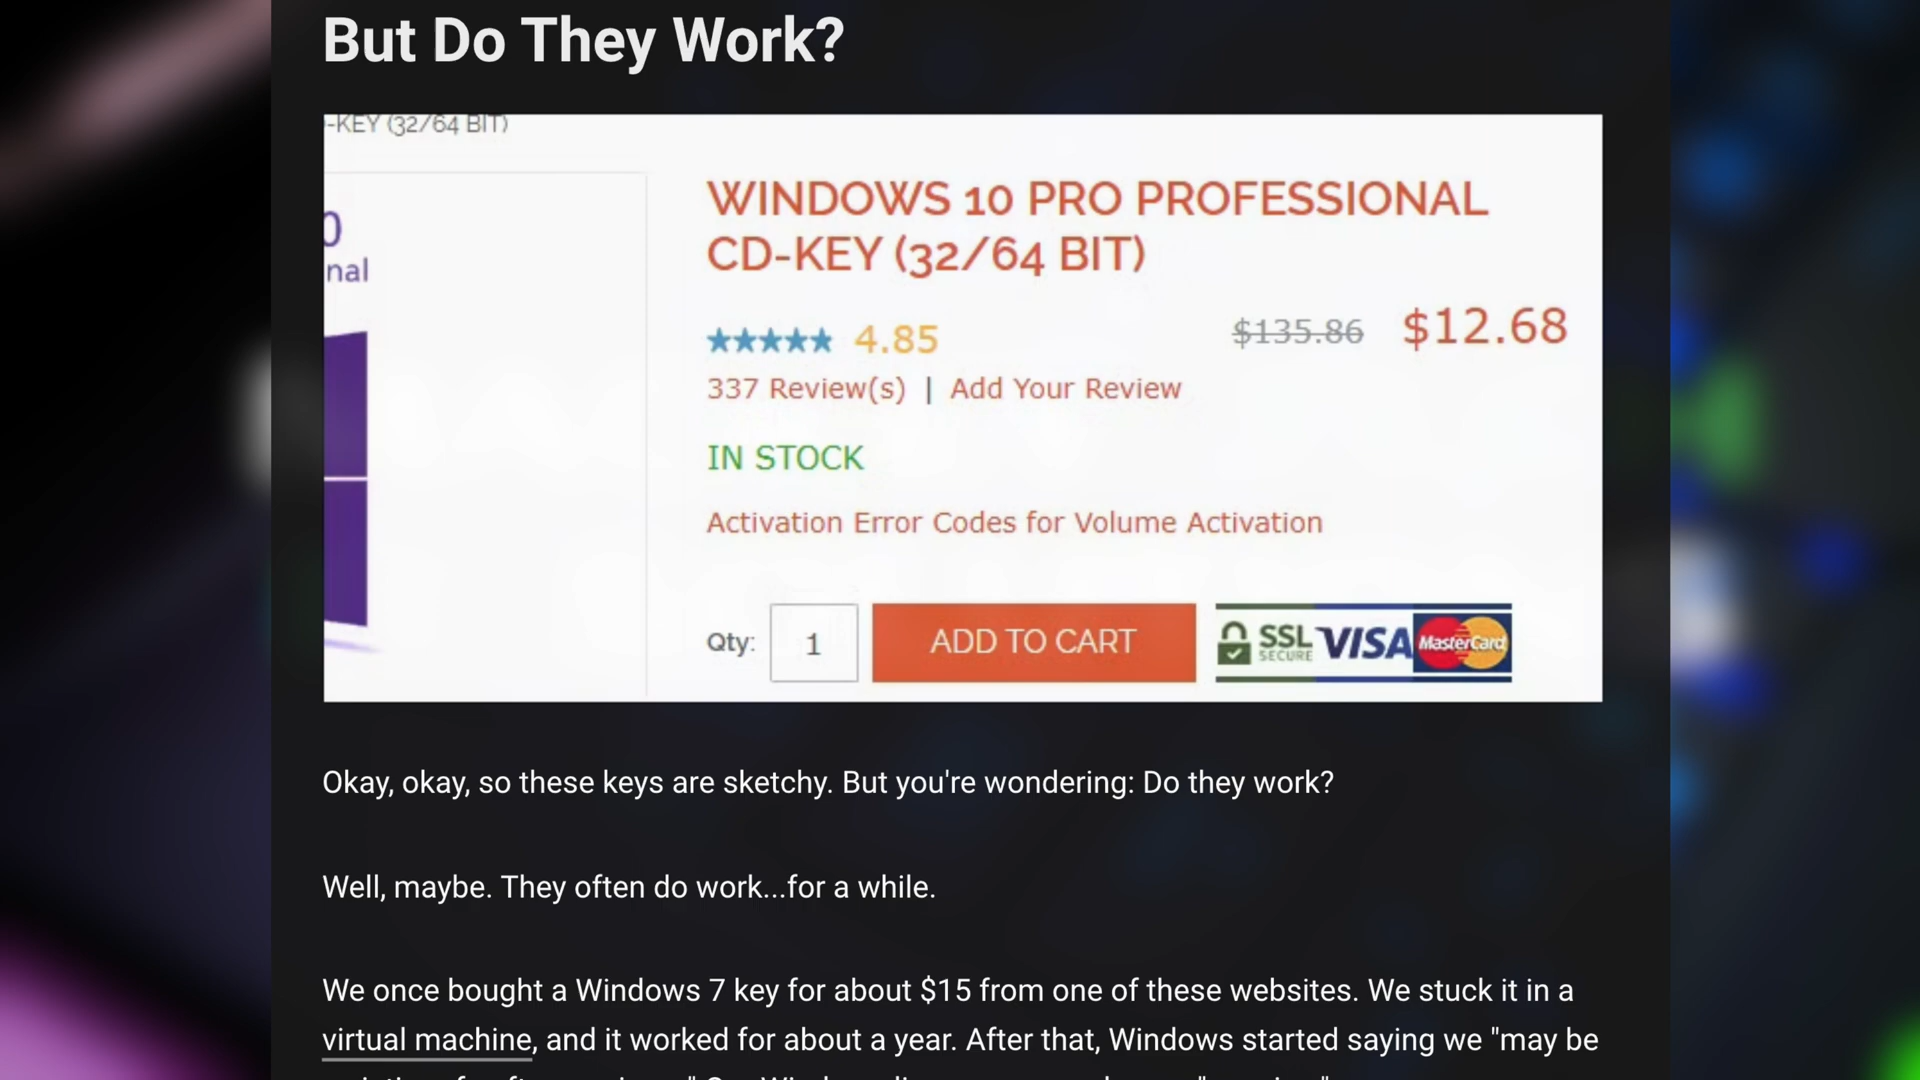 But Do They Work?
-KEY (32/64 BIT)
0
nal
WINDOWS 10 PRO PROFESSIONAL
CD-KEY (32/64 BIT)
4.85
$135.86 $12.68
337 Review(s) | Add Your Review
IN STOCK
Activation Error Codes for Volume Activation
Qty: 1 ADD TO CART SSL SECURE VISA MasterCard
Okay, okay, so these keys are sketchy. But you're wondering: Do they work?
Well, maybe. They often do work...for a while.
We once bought a Windows 7 key for about $15 from one of these websites. We stuck it in a
virtual machine, and it worked for about a year. After that, Windows started saying we "may be